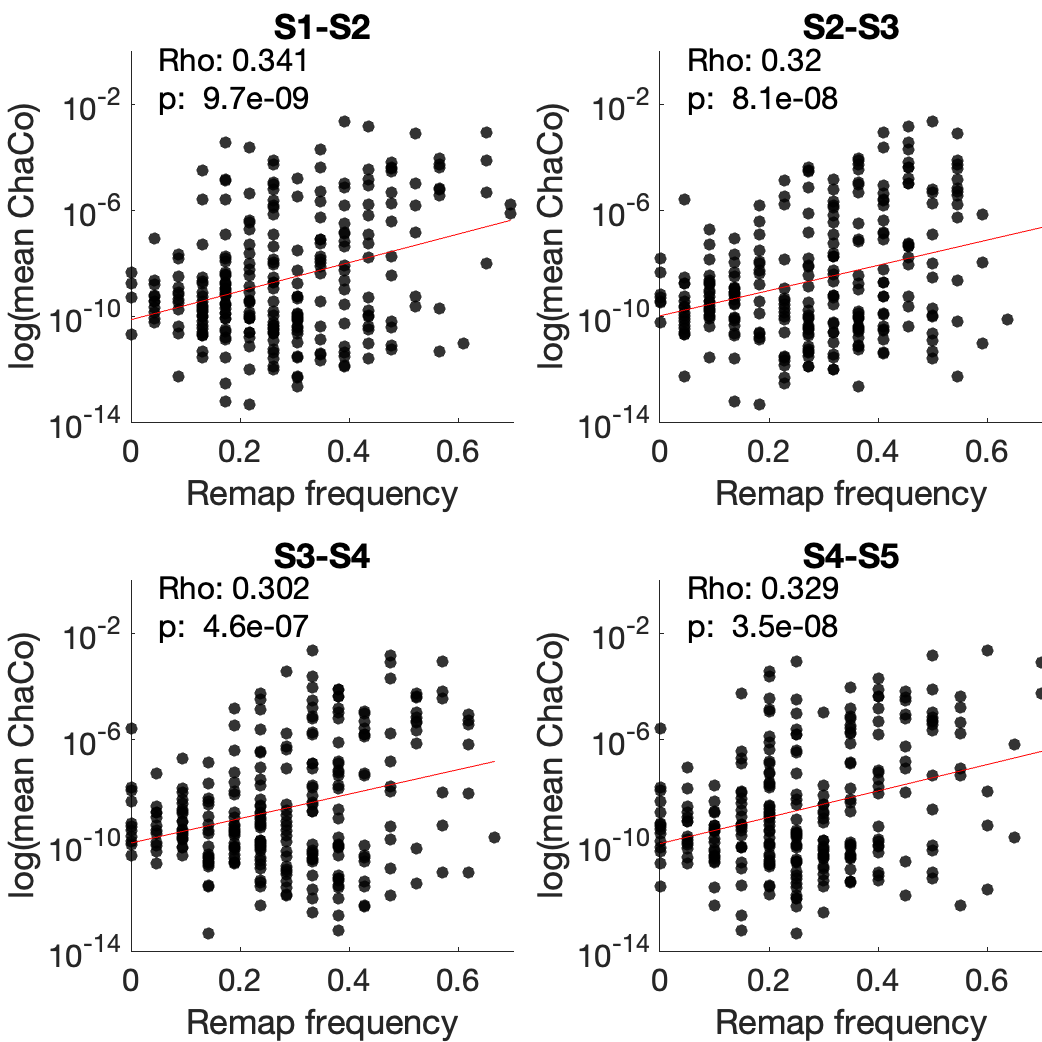 S1-S2
Rho: 0.341
p: 9.7e-09
log(mean ChaCo)
10-2
10-6
10-10
10-14
0 0.2 0.4 0.6
Remap frequency
S2-S3
Rho: 0.32
p: 8.1e-08
log(mean ChaCo)
10-2
10-6
10-10
10-14
0 0.2 0.4 0.6
Remap frequency
S3-S4
Rho: 0.302
p: 4.6e-07
log(mean ChaCo)
10-2
10-6
10-10
10-14
0 0.2 0.4 0.6
Remap frequency
S4-S5
Rho: 0.329
p: 3.5e-08
log(mean ChaCo)
10-2
10-6
10-10
10-14
0 0.2 0.4 0.6
Remap frequency